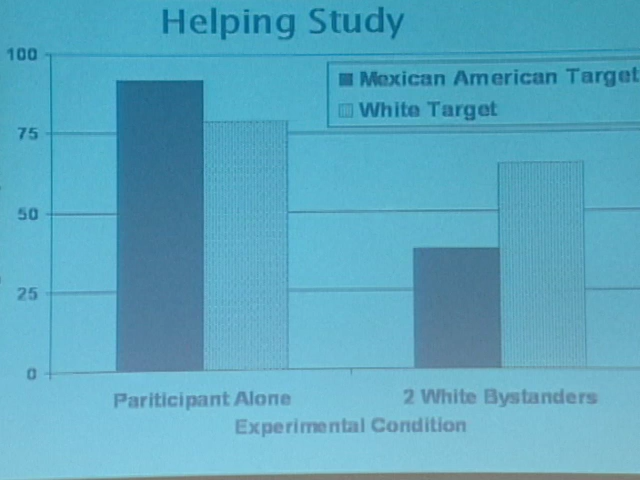 Helping Study
100
Mexican American Target
White Target
75
50
25
0
Pariticipant Alone
2 White Bystanders
Experimental Condition